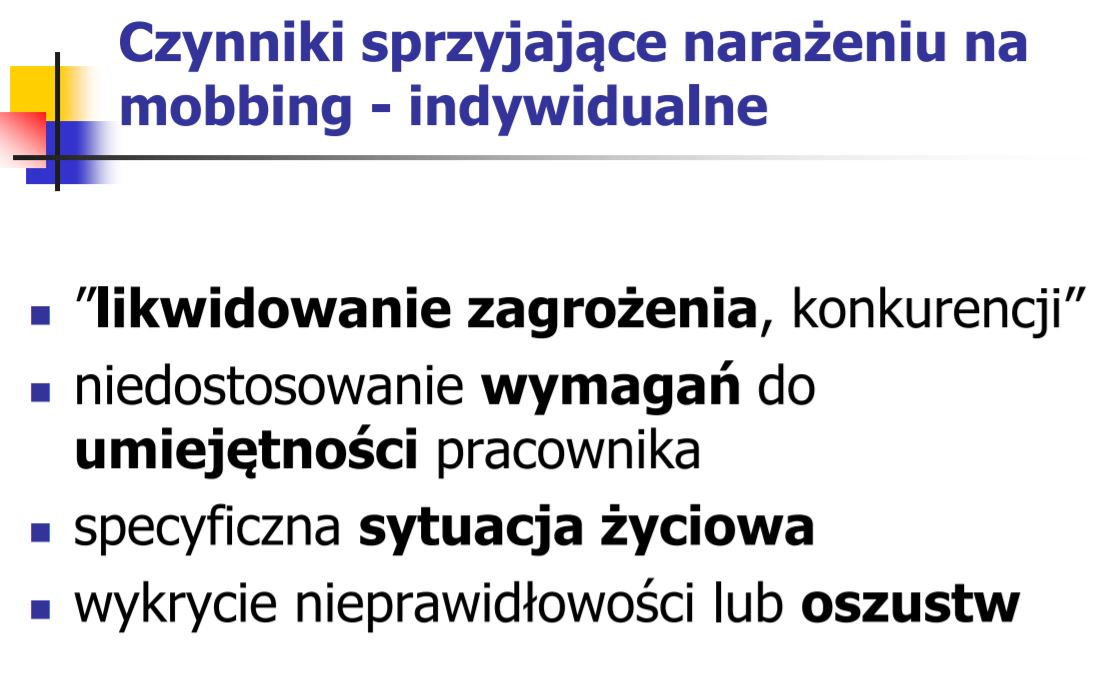 Czynniki sprzyjające narażeniu na
mobbing - indywidualne
”likwidowanie zagrożenia, konkurencji”
niedostosowanie wymagań do
umiejętności pracownika
specyficzna sytuacja życiowa
wykrycie nieprawidłowości lub oszustw